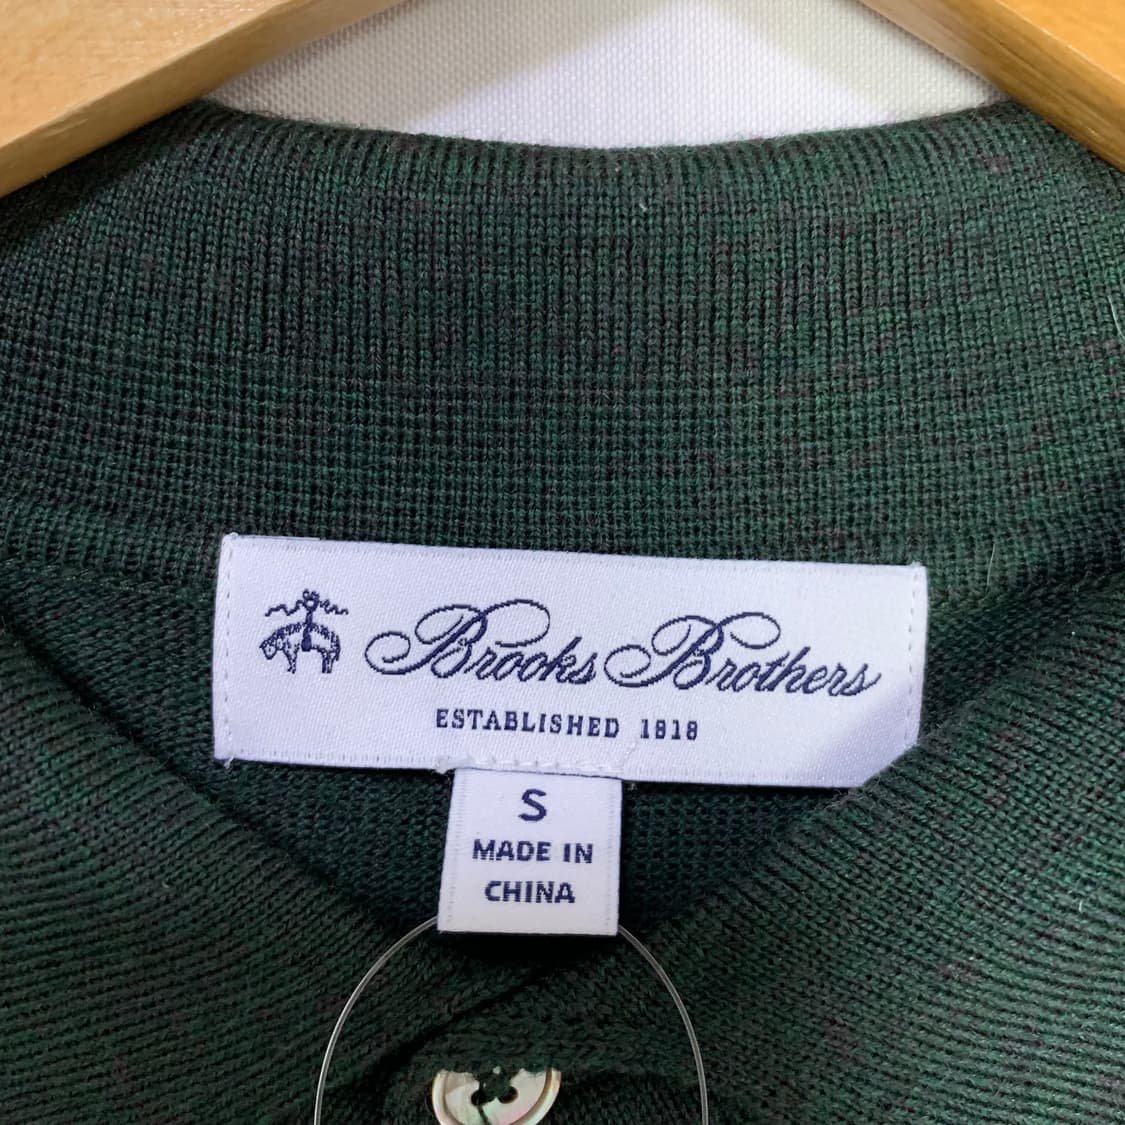 Brooks Brothers
ESTABLISHED 1818
S
MADE IN
CHINA